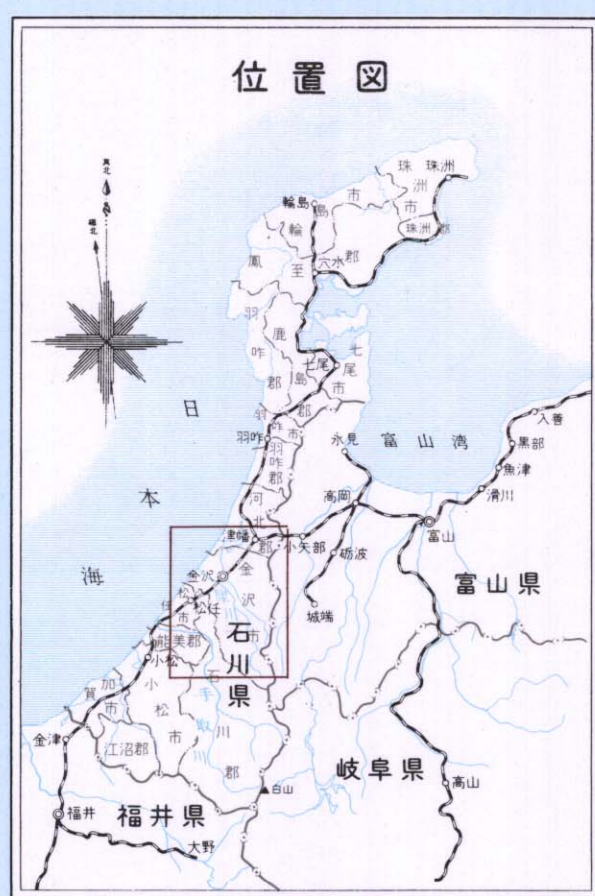 位置図
真北
磁北
珠洲
珠洲市
珠洲郡
輪島
輪島市
鳳至郡
穴水
羽咋郡
鹿島郡
七尾
七尾市
羽咋市
羽咋
羽咋郡
氷見
富山湾
入善
黒部
魚津
滑川
高岡
富山
富山県
日本海
河北郡
津幡
小矢部
砺波
城端
金沢
金沢市
松任
松任市
石川県
能美郡
小松
小松市
手取川
石川郡
加賀市
江沼郡
金津
福井
福井県
大野
白山
岐阜県
高山